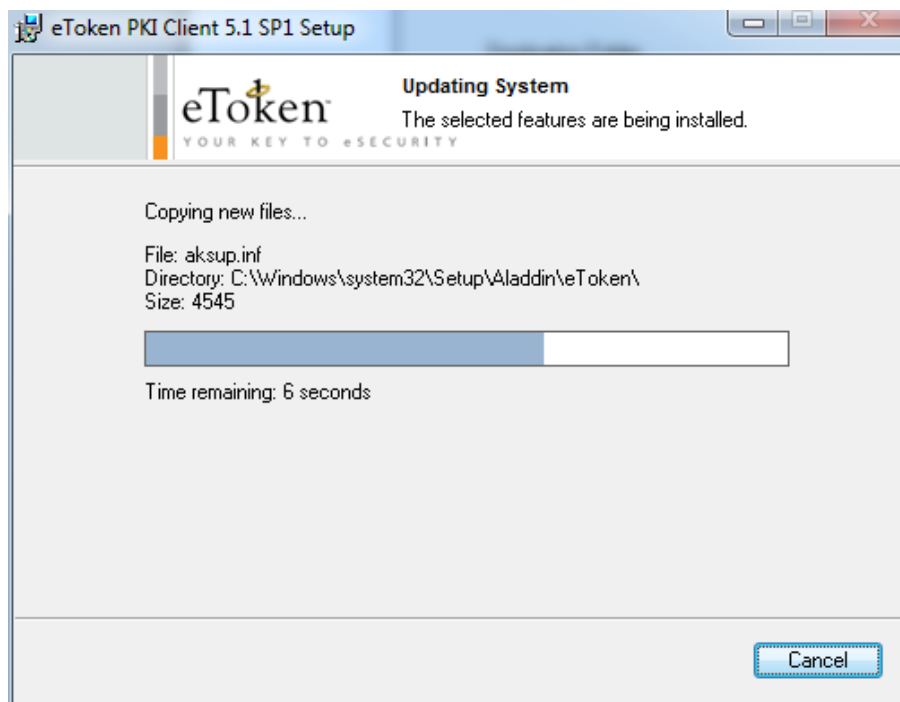 eToken PKI Client 5.1 SP1 Setup
eToken
YOUR KEY TO eSECURITY
Updating System
The selected features are being installed.
Copying new files...
File: aksup.inf
Directory: C:\Windows\system32\Setup\Aladdin\eToken\
Size: 4545
Time remaining: 6 seconds
Cancel